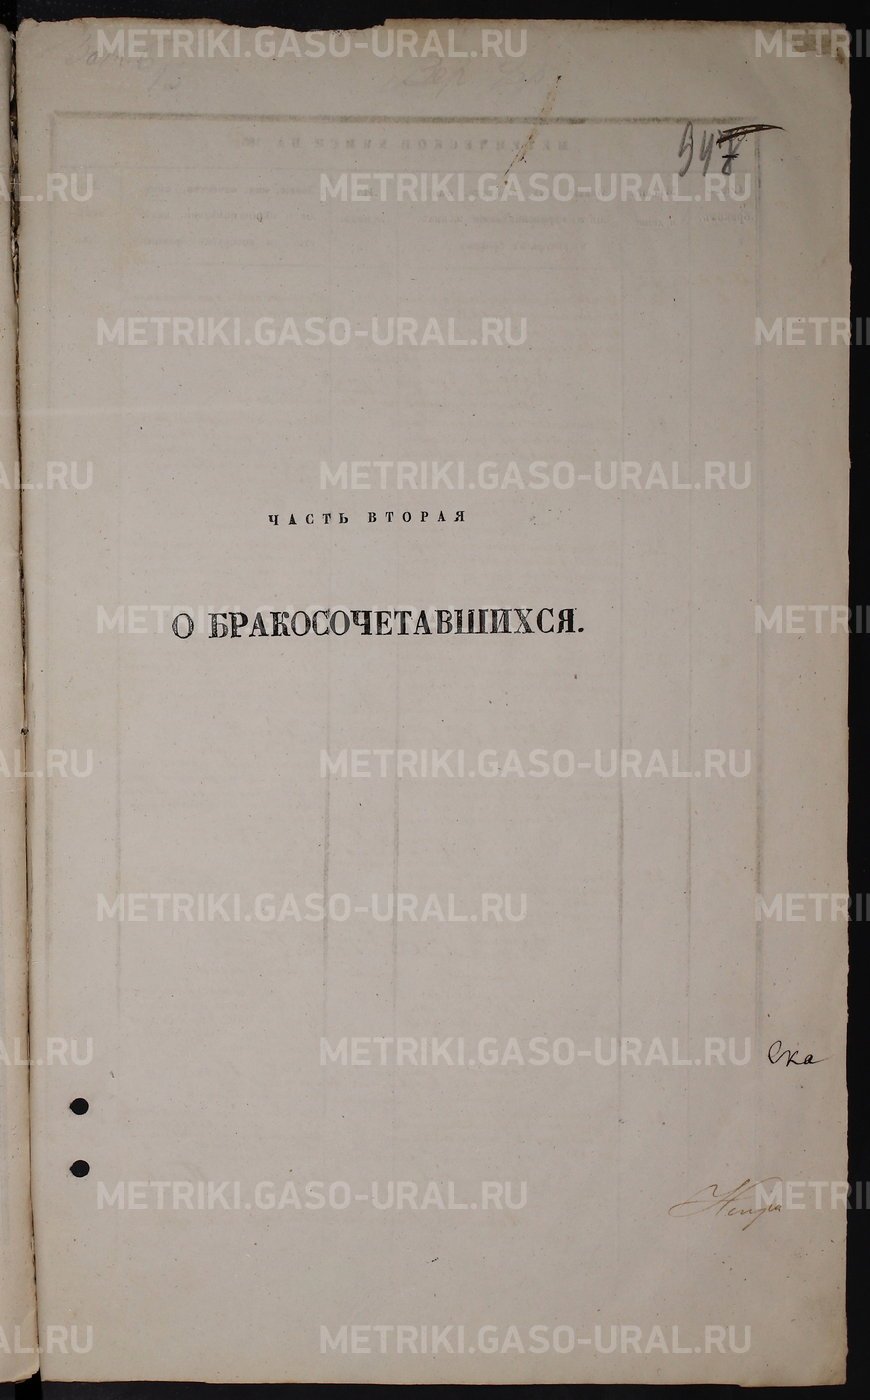 ЧАСТЬ ВТОРАЯ
О БРАКОСОЧЕТАВШИХСЯ.
METRIKI.GASO-URAL.RU